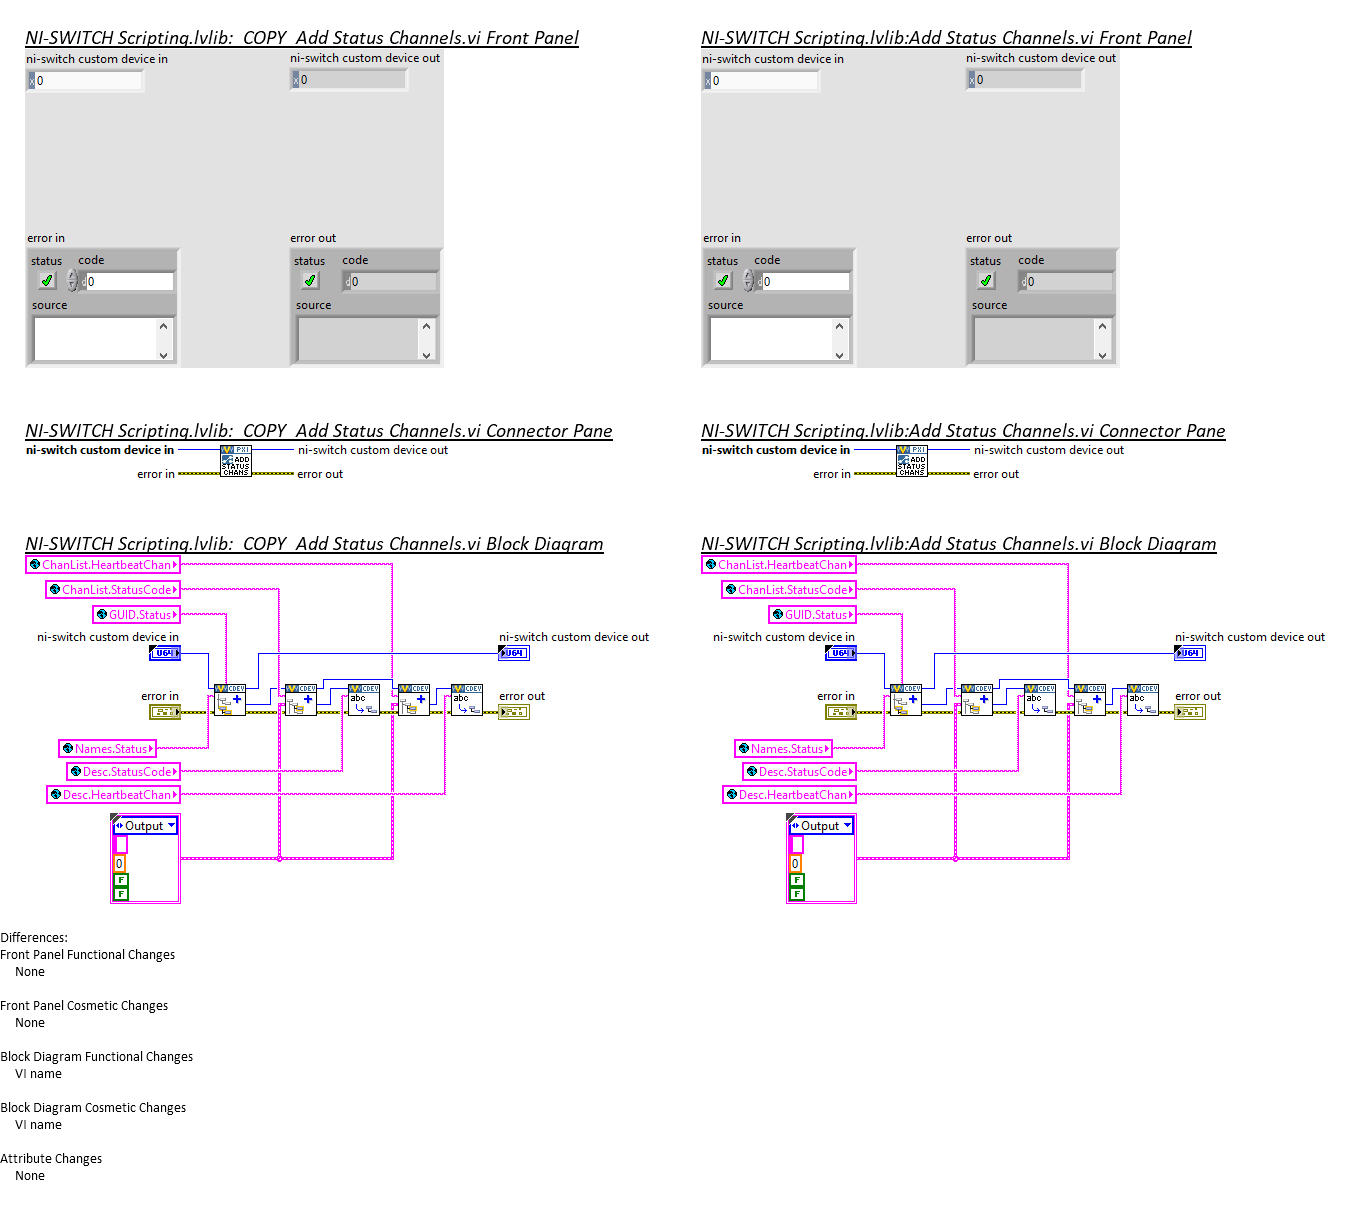 NI-SWITCH Scripting.lvlib:  COPY  Add Status Channels.vi Front Panel
ni-switch custom device in
ni-switch custom device out
x 0
x 0
error in
error out
status code
status code
d 0
d 0
source
source
NI-SWITCH Scripting.lvlib:Add Status Channels.vi Front Panel
ni-switch custom device in
ni-switch custom device out
x 0
x 0
error in
error out
status code
status code
d 0
d 0
source
source
NI-SWITCH Scripting.lvlib:  COPY  Add Status Channels.vi Connector Pane
ni-switch custom device in
PXI
ADD
STATUS
CHANS
ni-switch custom device out
error in
error out
NI-SWITCH Scripting.lvlib:Add Status Channels.vi Connector Pane
ni-switch custom device in
PXI
ADD
STATUS
CHANS
ni-switch custom device out
error in
error out
NI-SWITCH Scripting.lvlib:  COPY  Add Status Channels.vi Block Diagram
ChanList.HeartbeatChan
ChanList.StatusCode
GUID.Status
ni-switch custom device in
ni-switch custom device out
U64
U64
CDEV
CDEV
CDEV
CDEV
CDEV
abc
abc
error in
error out
Names.Status
Desc.StatusCode
Desc.HeartbeatChan
Output
0
F
F
NI-SWITCH Scripting.lvlib:Add Status Channels.vi Block Diagram
ChanList.HeartbeatChan
ChanList.StatusCode
GUID.Status
ni-switch custom device in
ni-switch custom device out
U64
U64
CDEV
CDEV
CDEV
CDEV
CDEV
abc
abc
error in
error out
Names.Status
Desc.StatusCode
Desc.HeartbeatChan
Output
0
F
F
Differences:
Front Panel Functional Changes
None
Front Panel Cosmetic Changes
None
Block Diagram Functional Changes
VI name
Block Diagram Cosmetic Changes
VI name
Attribute Changes
None